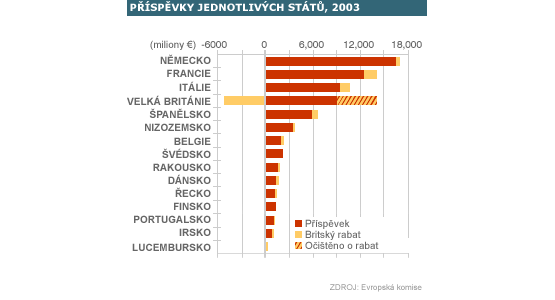 PŘÍSPĚVKY JEDNOTLIVÝCH STÁTŮ, 2003
(miliony €) -6000 0 6,000 12,000 18,000
NĚMECKO
FRANCIE
ITÁLIE
VELKÁ BRITÁNIE
ŠPANĚLSKO
NIZOZEMSKO
BELGIE
ŠVÉDSKO
RAKOUSKO
DÁNSKO
ŘECKO
FINSKO
PORTUGALSKO
IRSKO
LUCEMBURSKO
Příspěvek
Britský rabat
Očištěno o rabat
ZDROJ: Evropská komise